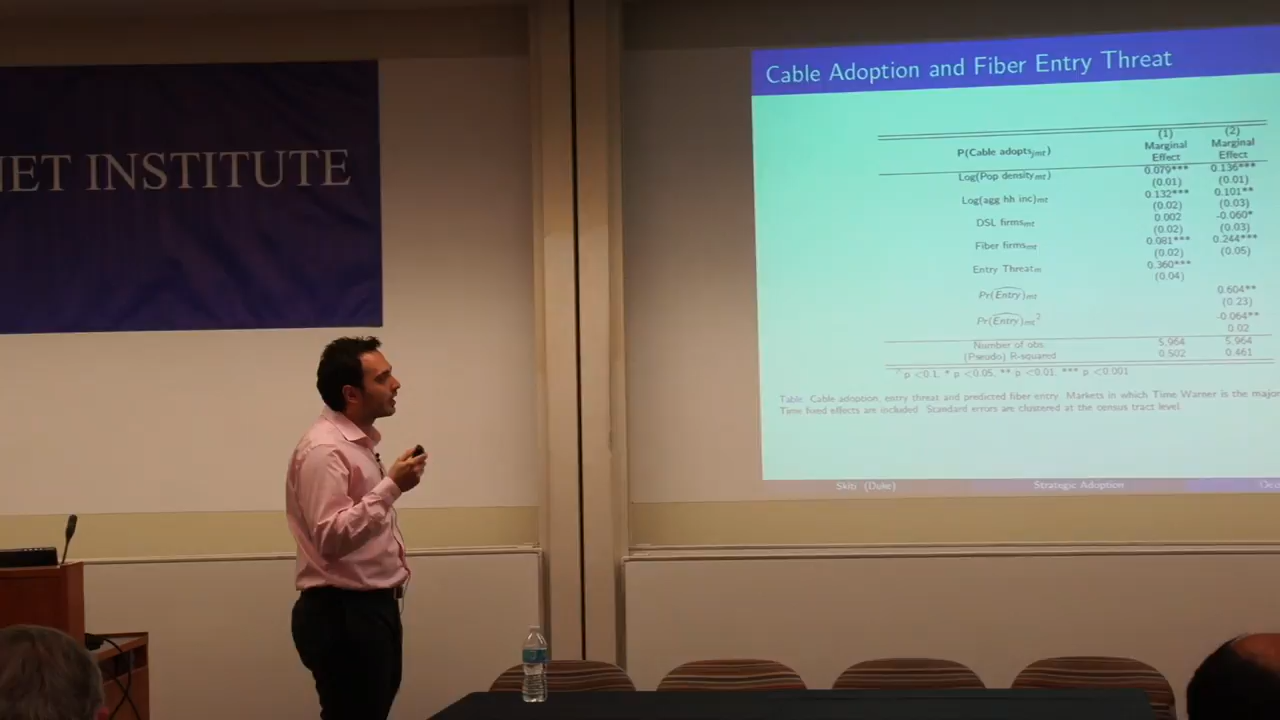 NET INSTITUTE
Cable Adoption and Fiber Entry Threat
(1) (2)
P(Cable adopts_jmt) Marginal Effect Marginal Effect
Log(Pop density_mt) 0.079*** 0.136***
(0.01) (0.01)
Log(agg hh inc)_mt 0.132*** 0.101**
(0.02) (0.03)
DSL firms_mt 0.002 -0.060*
(0.02) (0.03)
Fiber firms_mt 0.081*** 0.244***
(0.02) (0.05)
Entry Threat_m 0.360***
(0.04)
Pr(Entry)_mt 0.604**
(0.23)
Pr(Entry)_mt² -0.064**
0.02
Number of obs. 5,964 5,964
(Pseudo) R-squared 0.502 0.461
p <0.1, * p <0.05, ** p <0.01, *** p <0.001
Table: Cable adoption, entry threat and predicted fiber entry. Markets in which Time Warner is the major
Time fixed effects are included. Standard errors are clustered at the census tract level.
Skiti (Duke) Strategic Adoption